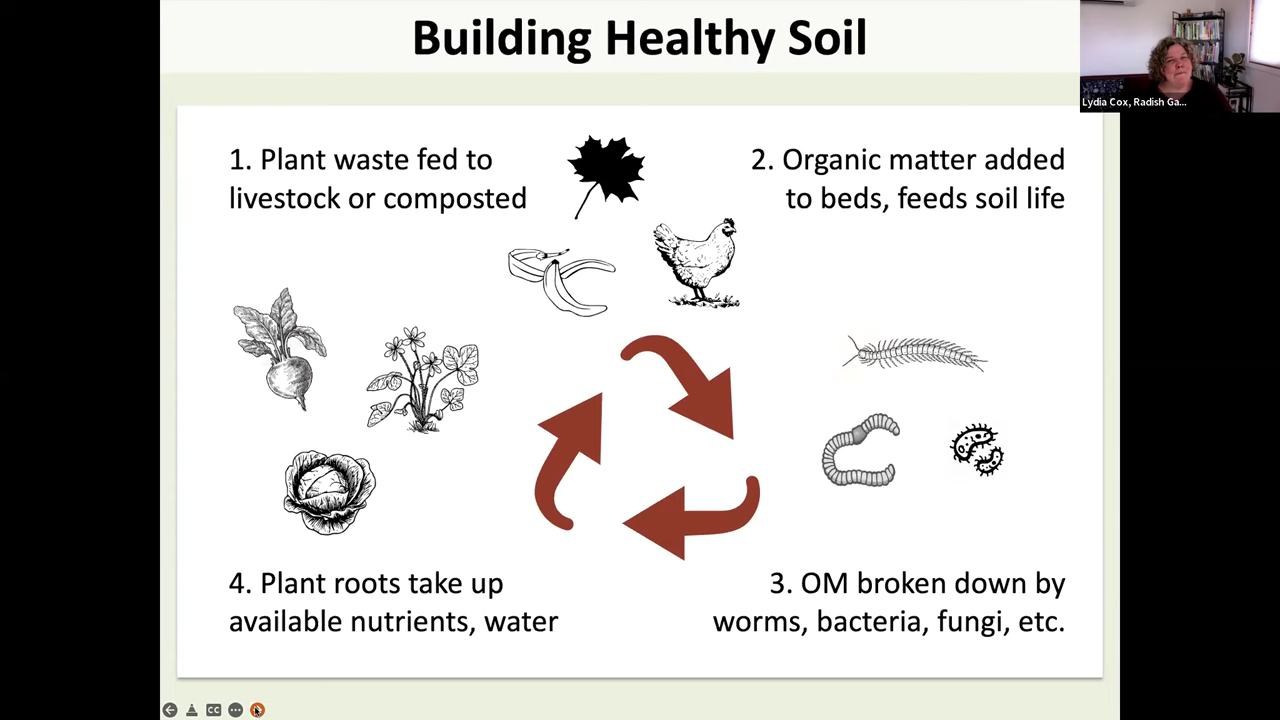 Building Healthy Soil
Lydia Cox, Radish Ga...
1. Plant waste fed to
livestock or composted
2. Organic matter added
to beds, feeds soil life
4. Plant roots take up
available nutrients, water
3. OM broken down by
worms, bacteria, fungi, etc.
CC